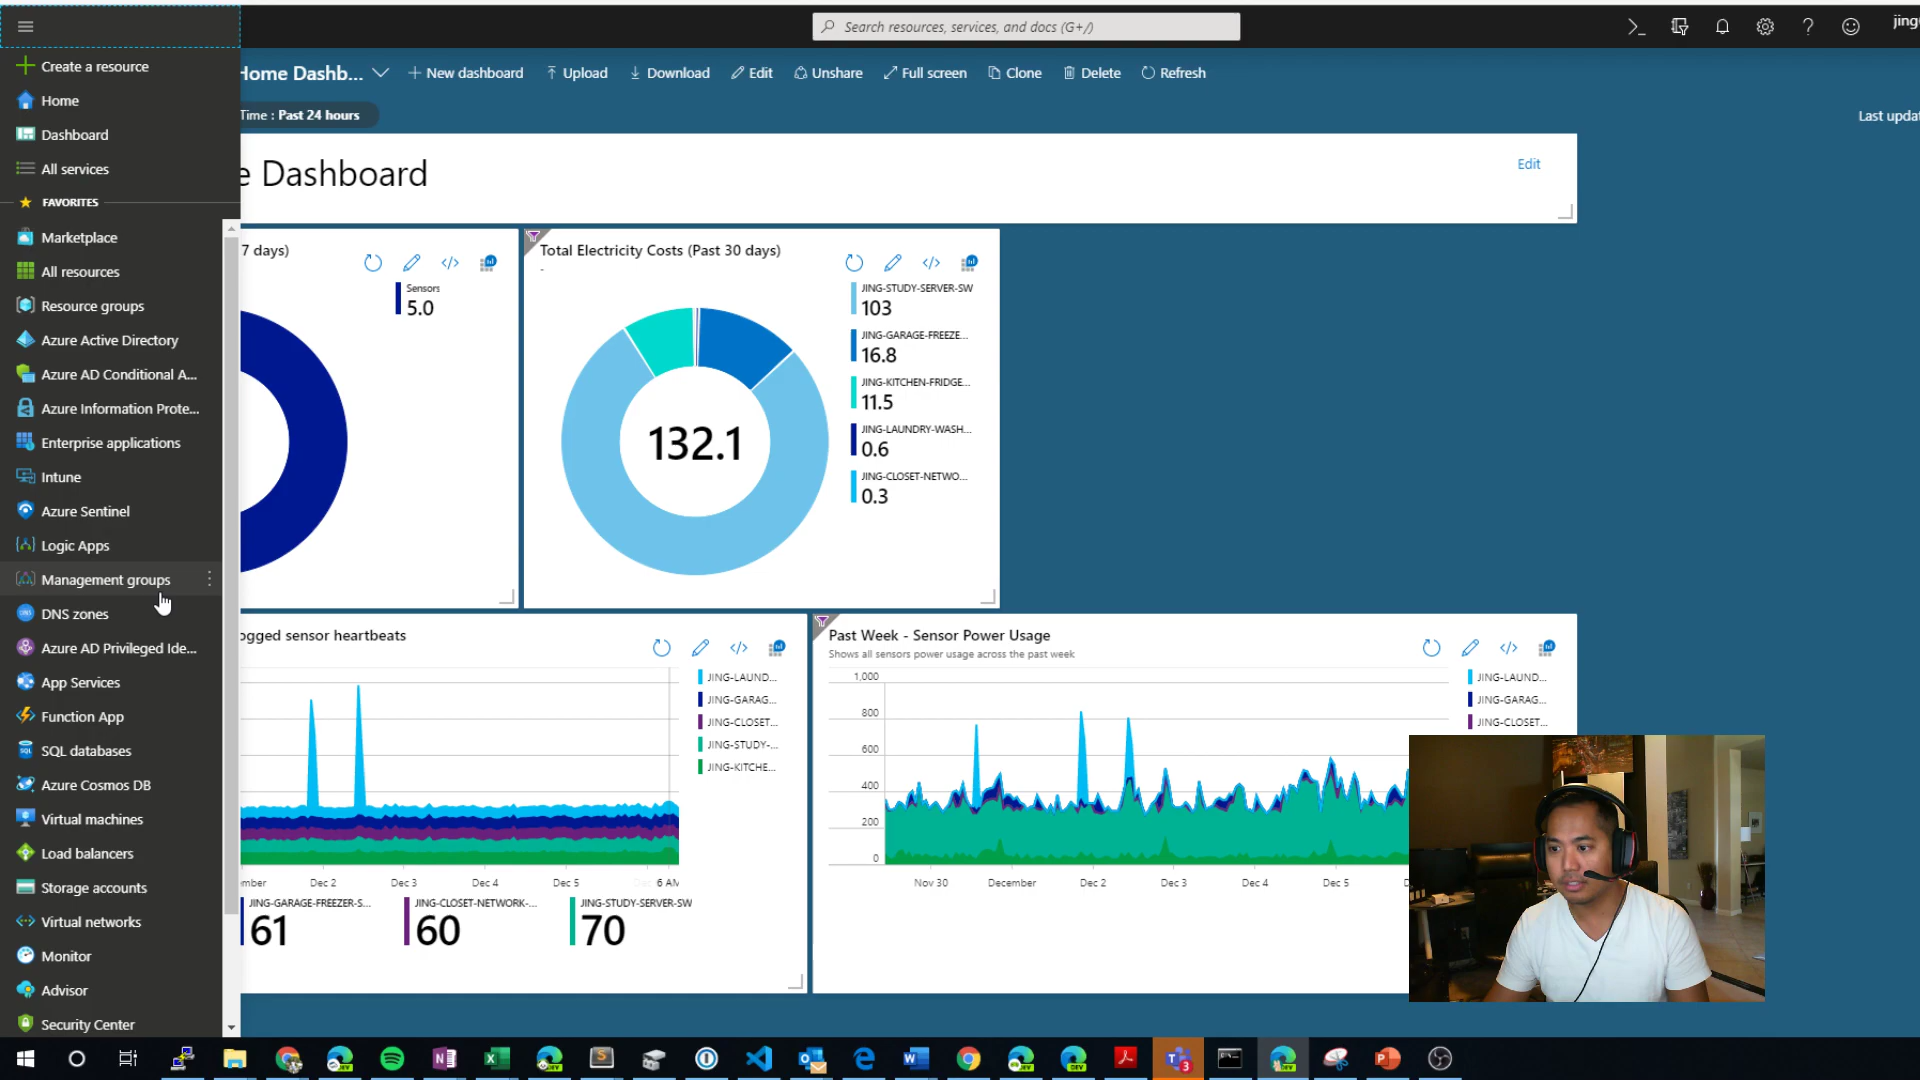 Search resources, services, and docs (G+/)
jing
Create a resource
Home
Dashboard
All services
FAVORITES
Marketplace
All resources
Resource groups
Azure Active Directory
Azure AD Conditional A...
Azure Information Prote...
Enterprise applications
Intune
Azure Sentinel
Logic Apps
Management groups
DNS zones
Azure AD Privileged Ide...
App Services
Function App
SQL databases
Azure Cosmos DB
Virtual machines
Load balancers
Storage accounts
Virtual networks
Monitor
Advisor
Security Center
Home Dashb...
New dashboard
Upload
Download
Edit
Unshare
Full screen
Clone
Delete
Refresh
Time : Past 24 hours
Last updat
e Dashboard
Edit
7 days)
Sensors
5.0
Total Electricity Costs (Past 30 days)
-
132.1
JING-STUDY-SERVER-SW
103
JING-GARAGE-FREEZE...
16.8
JING-KITCHEN-FRIDGE...
11.5
JING-LAUNDRY-WASH...
0.6
JING-CLOSET-NETWO...
0.3
ogged sensor heartbeats
JING-LAUND...
JING-GARAG...
JING-CLOSET...
JING-STUDY-...
JING-KITCHE...
mber
Dec 2
Dec 3
Dec 4
Dec 5
6 AM
JING-GARAGE-FREEZER-S...
61
JING-CLOSET-NETWORK-...
60
JING-STUDY-SERVER-SW
70
Past Week - Sensor Power Usage
Shows all sensors power usage across the past week
1,000
800
600
400
200
0
Nov 30
December
Dec 2
Dec 3
Dec 4
Dec 5
D
JING-LAUND...
JING-GARAG...
JING-CLOSET...